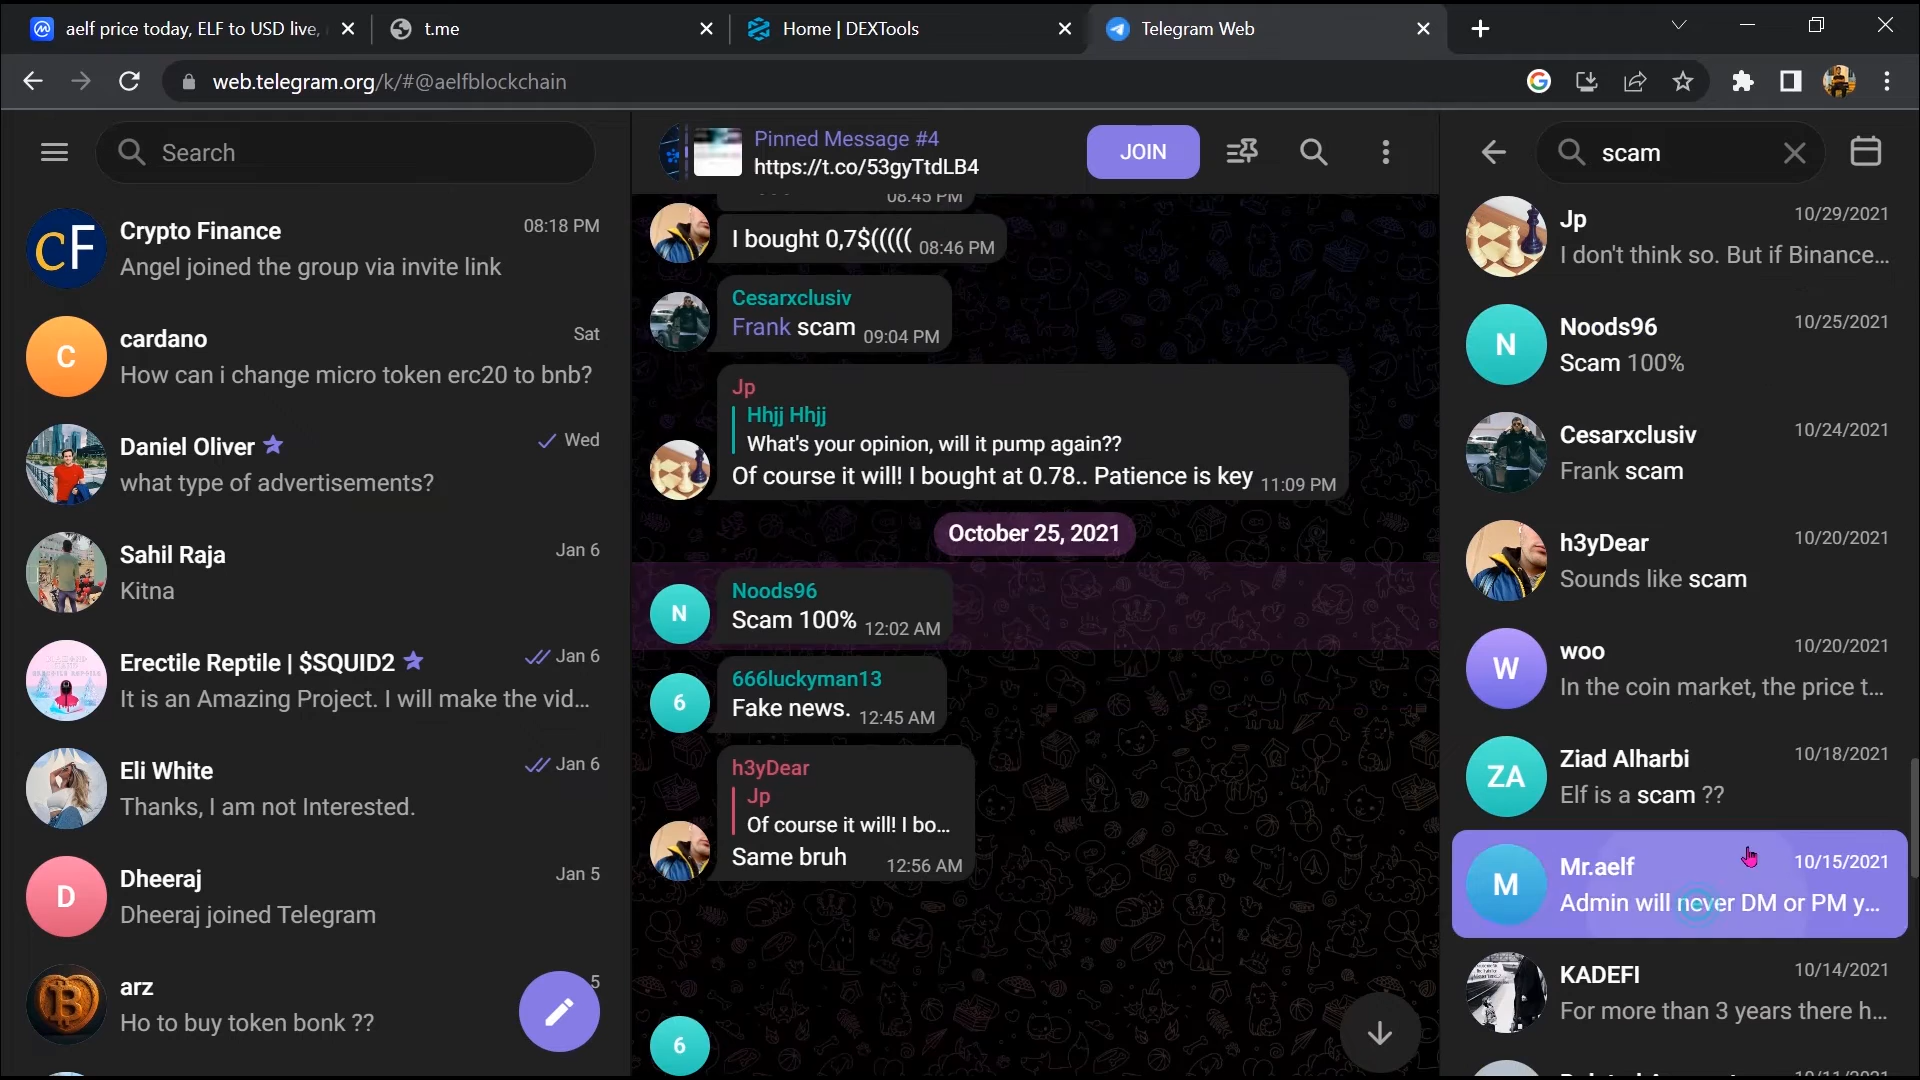 aelf price today, ELF to USD live,
t.me
Home | DEXTools
Telegram Web
web.telegram.org/k/#@aelfblockchain
Search
Crypto Finance
08:18 PM
Angel joined the group via invite link
cardano
Sat
How can i change micro token erc20 to bnb?
Daniel Oliver
Wed
what type of advertisements?
Sahil Raja
Jan 6
Kitna
Erectile Reptile | $SQUID2
Jan 6
It is an Amazing Project. I will make the vid...
Eli White
Jan 6
Thanks, I am not Interested.
Dheeraj
Jan 5
Dheeraj joined Telegram
arz
5
Ho to buy token bonk ??
CF
C
D
Pinned Message #4
https://t.co/53gyTtdLB4
JOIN
08:45 PM
I bought 0,7$((((( 08:46 PM
Cesarxclusiv
Frank scam 09:04 PM
Jp
Hhjj Hhjj
What's your opinion, will it pump again??
Of course it will! I bought at 0.78.. Patience is key 11:09 PM
October 25, 2021
N
Noods96
Scam 100% 12:02 AM
6
666luckyman13
Fake news. 12:45 AM
h3yDear
Jp
Of course it will! I bo...
Same bruh 12:56 AM
6
scam
Jp
10/29/2021
I don't think so. But if Binance...
N
Noods96
10/25/2021
Scam 100%
Cesarxclusiv
10/24/2021
Frank scam
h3yDear
10/20/2021
Sounds like scam
W
woo
10/20/2021
In the coin market, the price t...
ZA
Ziad Alharbi
10/18/2021
Elf is a scam ??
M
Mr.aelf
10/15/2021
Admin will never DM or PM y...
KADEFI
10/14/2021
For more than 3 years there h...
10/11/2021